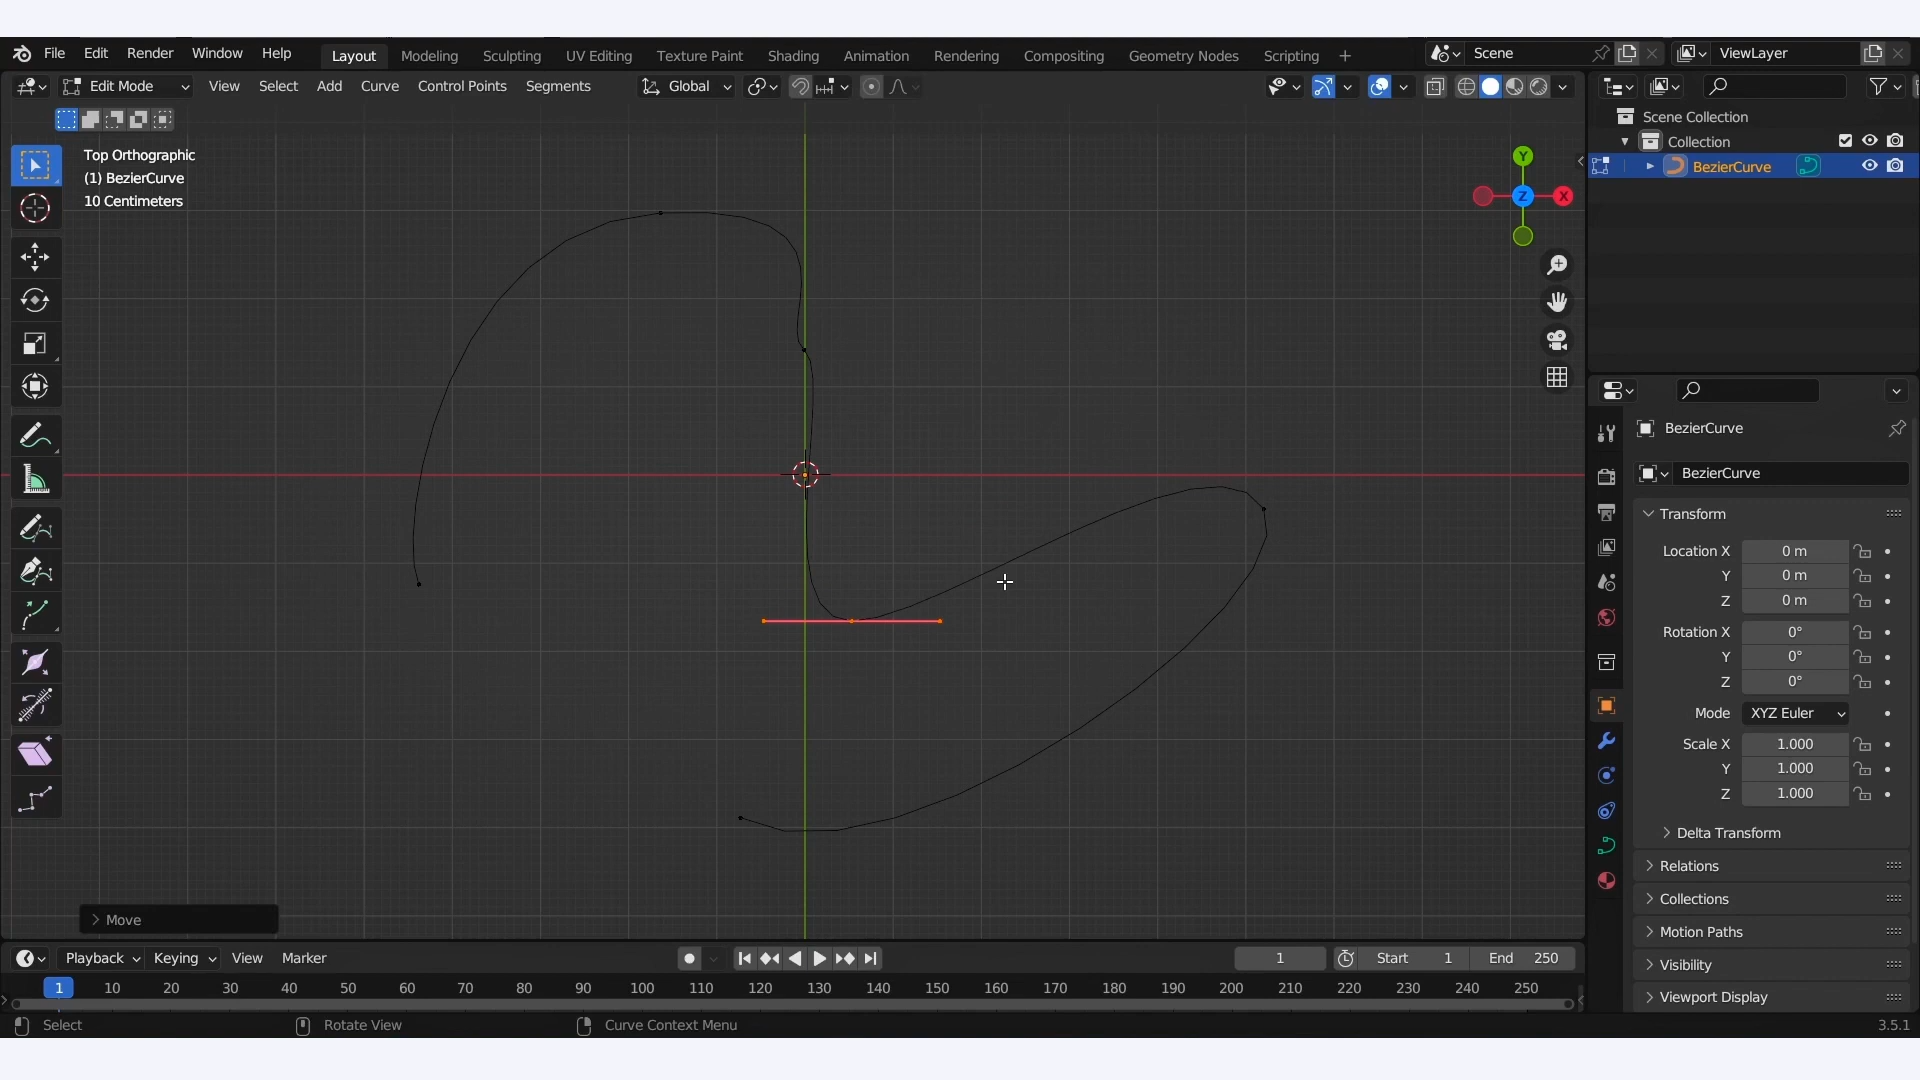 File Edit Render Window Help Layout Modeling Sculpting UV Editing Texture Paint Shading Animation Rendering Compositing Geometry Nodes Scripting + Scene ViewLayer
Edit Mode View Select Add Curve Control Points Segments Global
Top Orthographic
(1) BezierCurve
10 Centimeters
Y
Z X
Scene Collection
Collection
BezierCurve
BezierCurve
BezierCurve
Transform
Location X 0 m
Y 0 m
Z 0 m
Rotation X 0°
Y 0°
Z 0°
Mode XYZ Euler
Scale X 1.000
Y 1.000
Z 1.000
Delta Transform
Relations
Collections
Motion Paths
Visibility
Viewport Display
Move
Playback Keying View Marker 1 Start 1 End 250
1 10 20 30 40 50 60 70 80 90 100 110 120 130 140 150 160 170 180 190 200 210 220 230 240 250
Select Rotate View Curve Context Menu 3.5.1